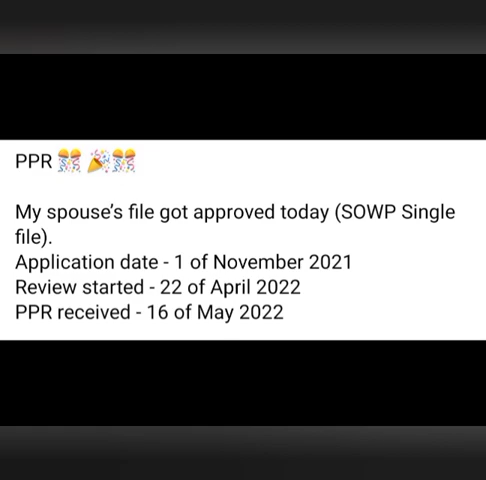 PPR 🎊 🎉🎊
My spouse’s file got approved today (SOWP Single
file).
Application date - 1 of November 2021
Review started - 22 of April 2022
PPR received - 16 of May 2022